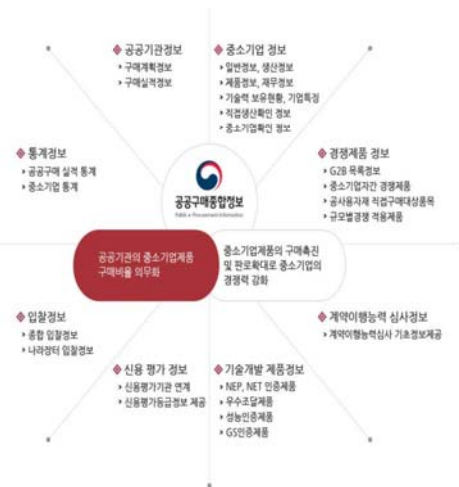 공공기관정보
구매계획정보
구매실적정보
중소기업 정보
일반정보, 생산정보
제품정보, 재무정보
기술력 보유현황, 기업특징
직접생산확인 정보
중소기업확인 정보
통계정보
공공구매 실적 통계
중소기업 통계
공공구매종합정보
Public e-Procurement-Information
경쟁제품 정보
G2B 목록정보
중소기업자간 경쟁제품
공사용자재 직접구매대상품목
규모별경쟁 적용제품
공공기관의 중소기업제품
구매비율 의무화
중소기업제품의 구매촉진
및 판로확대로 중소기업의
경쟁력 강화
입찰정보
종합 입찰정보
나라장터 입찰정보
계약이행능력 심사정보
계약이행능력심사 기초정보제공
신용 평가 정보
신용평가기관 연계
신용평가등급정보 제공
기술개발 제품정보
NEP, NET 인증제품
우수조달제품
성능인증제품
GS인증제품